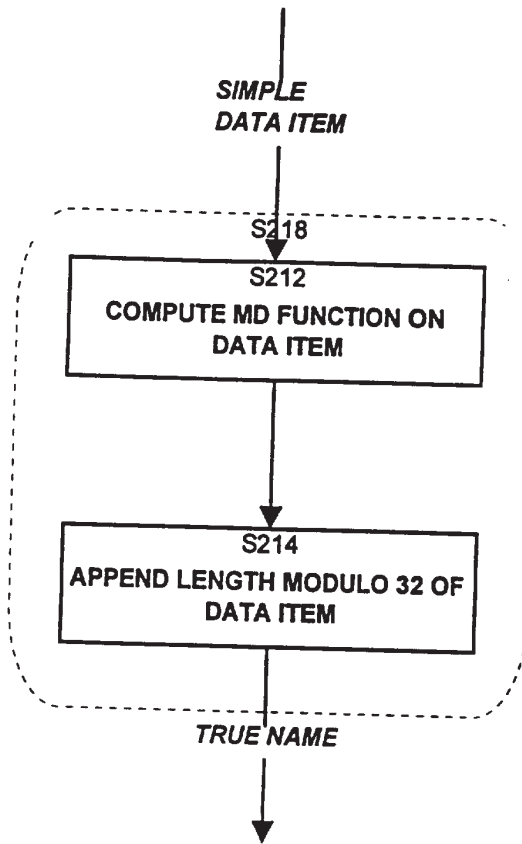 SIMPLE
DATA ITEM
S218
S212
COMPUTE MD FUNCTION ON
DATA ITEM
S214
APPEND LENGTH MODULO 32 OF
DATA ITEM
TRUE NAME